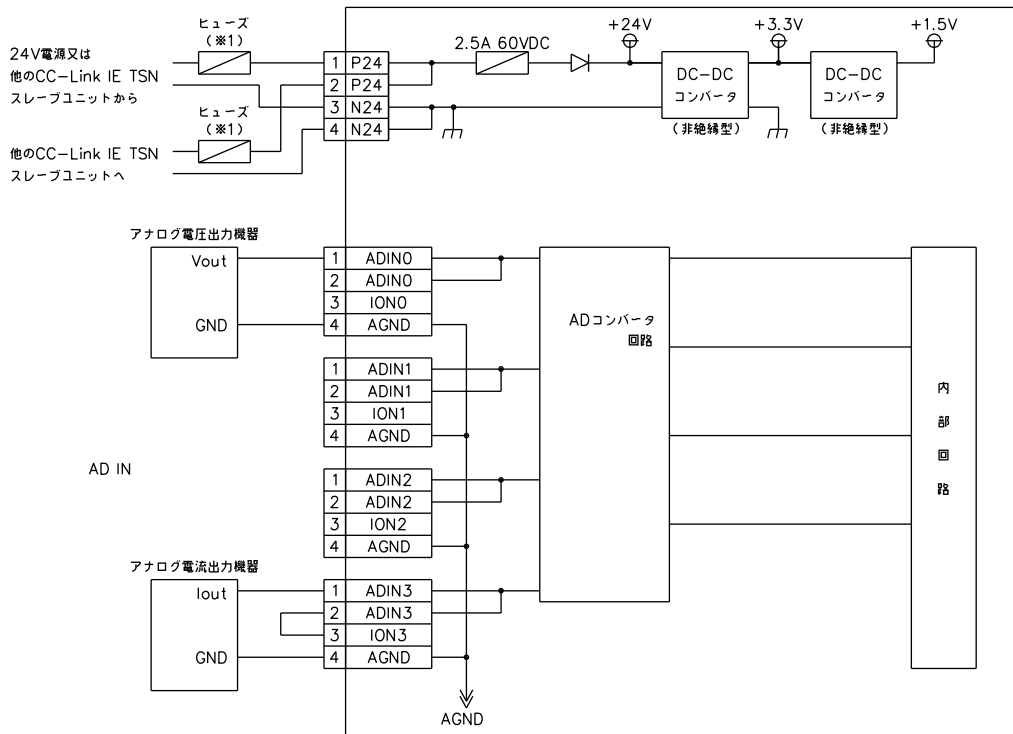 ヒューズ
(※1)
24V電源又は
他のCC-Link IE TSN
スレーブユニットから
ヒューズ
(※1)
他のCC-Link IE TSN
スレーブユニットへ
1 P24
2 P24
3 N24
4 N24
2.5A 60VDC
+24V
DC-DC
コンバータ
(非絶縁型)
+3.3V
DC-DC
コンバータ
(非絶縁型)
+1.5V
アナログ電圧出力機器
Vout
GND
1 ADIN0
2 ADIN0
3 ION0
4 AGND
1 ADIN1
2 ADIN1
3 ION1
4 AGND
AD IN
1 ADIN2
2 ADIN2
3 ION2
4 AGND
アナログ電流出力機器
Iout
GND
1 ADIN3
2 ADIN3
3 ION3
4 AGND
AGND
ADコンバータ
回路
内部回路